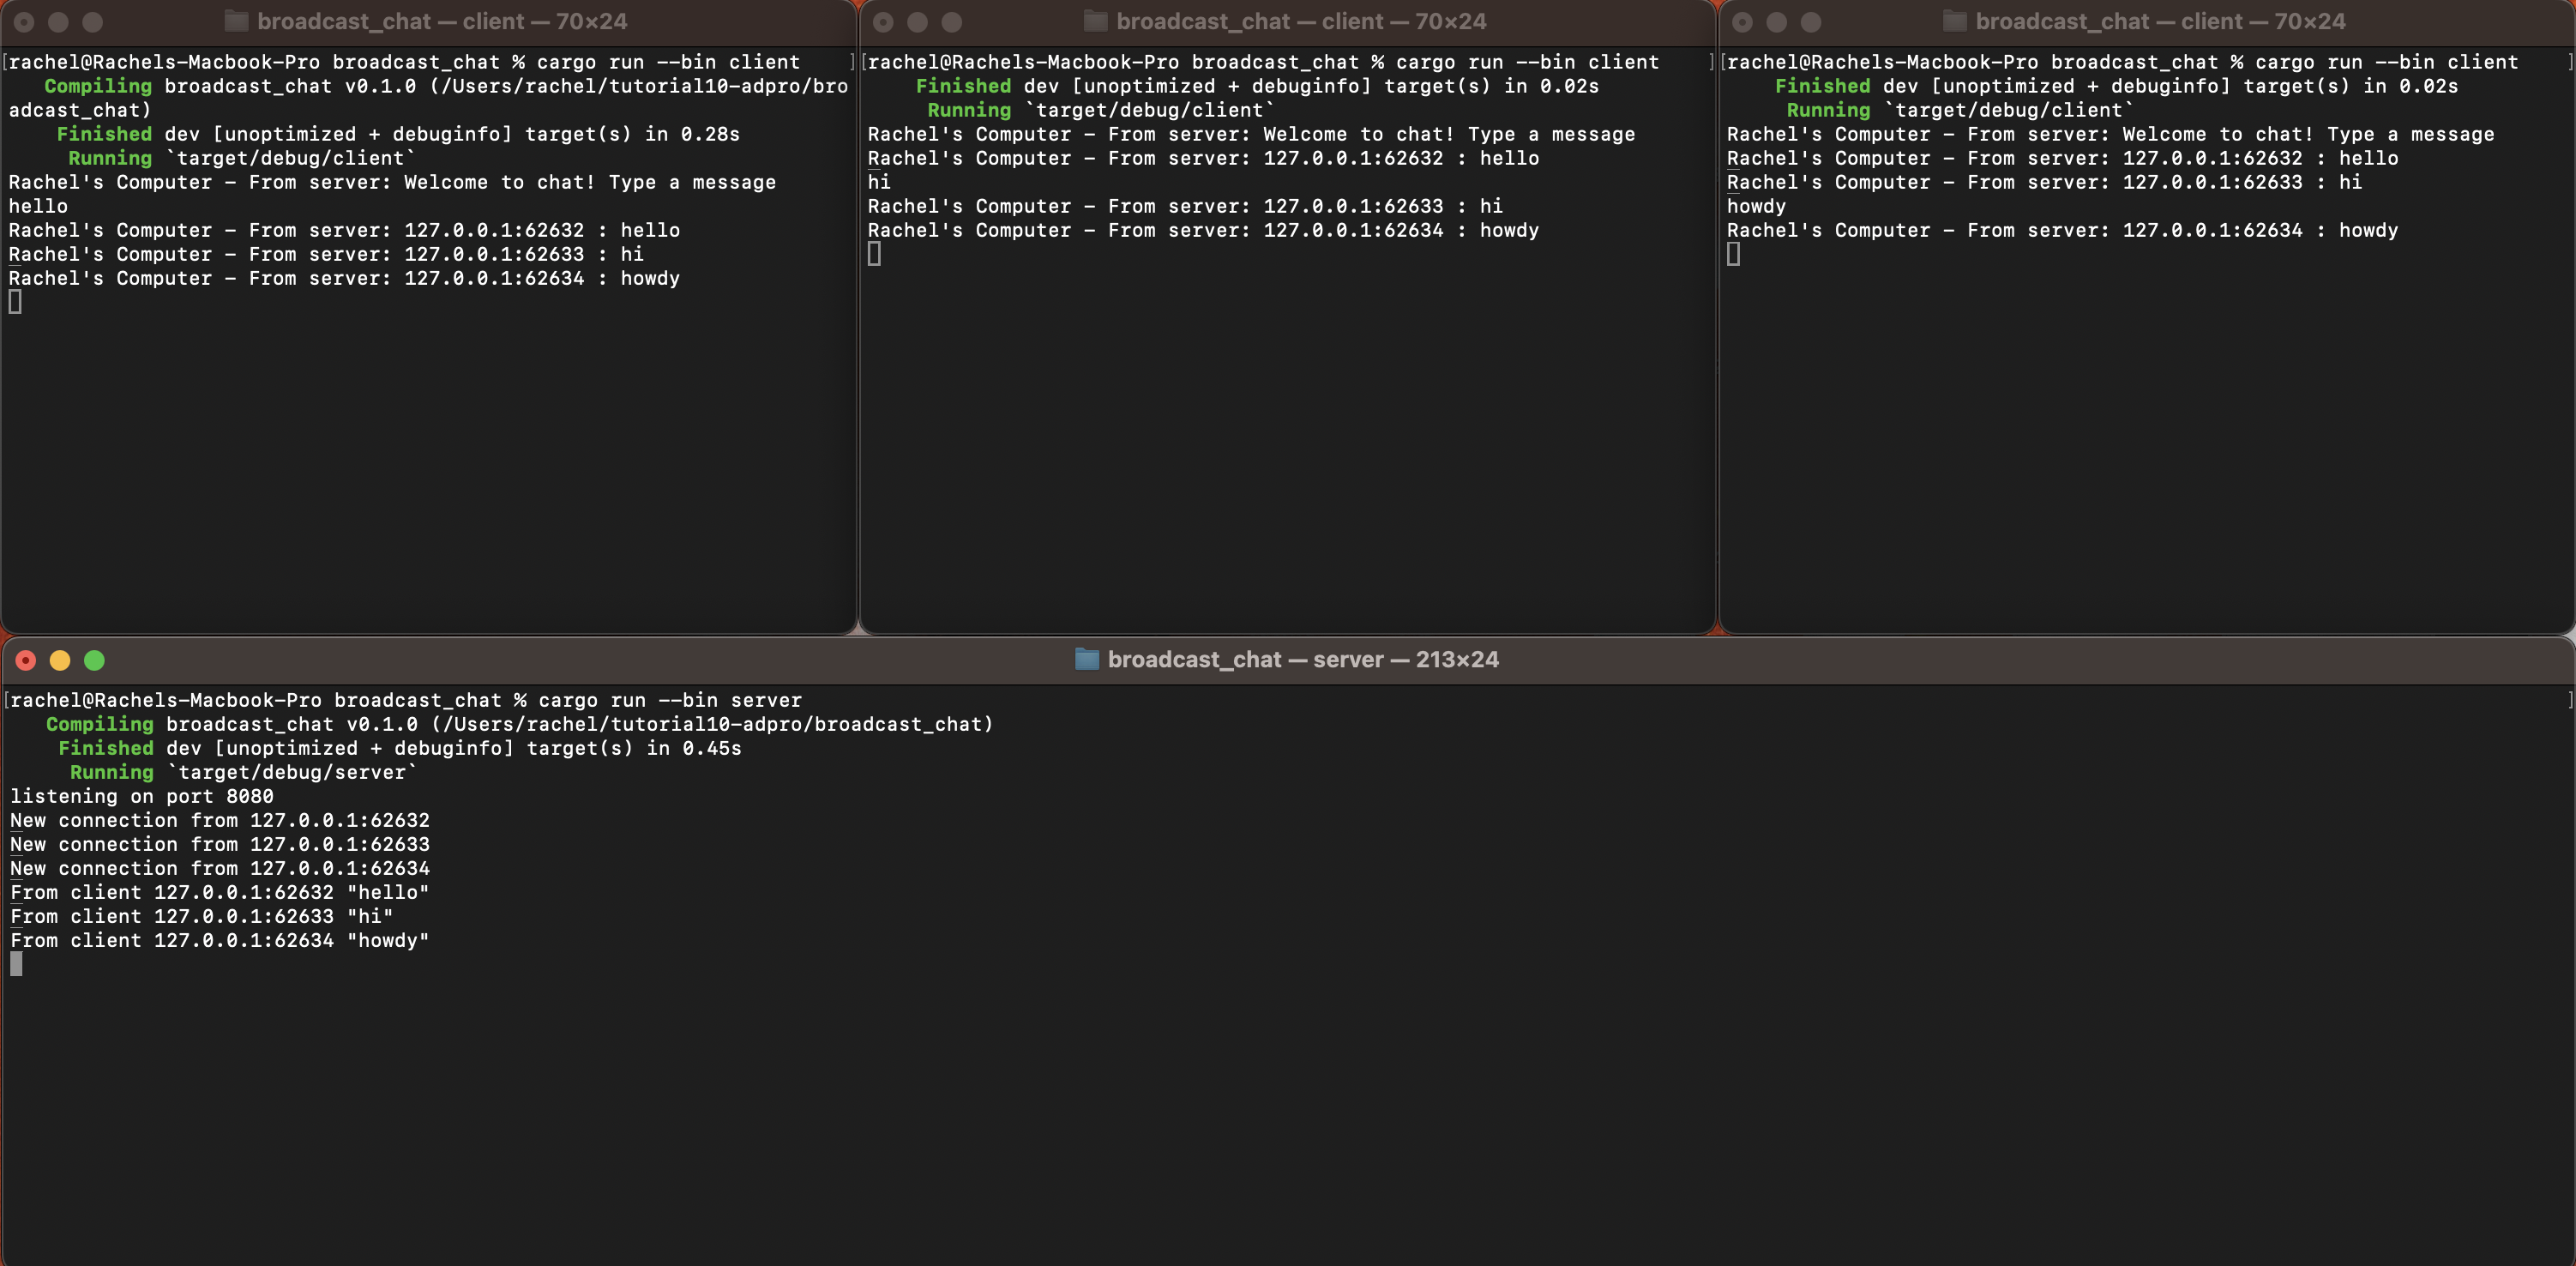 broadcast_chat — client — 70×24
[rachel@Rachels-Macbook-Pro broadcast_chat % cargo run --bin client ]
Compiling broadcast_chat v0.1.0 (/Users/rachel/tutorial10-adpro/bro
adcast_chat)
Finished dev [unoptimized + debuginfo] target(s) in 0.28s
Running `target/debug/client`
Rachel's Computer - From server: Welcome to chat! Type a message
hello
Rachel's Computer - From server: 127.0.0.1:62632 : hello
Rachel's Computer - From server: 127.0.0.1:62633 : hi
Rachel's Computer - From server: 127.0.0.1:62634 : howdy
broadcast_chat — client — 70×24
[rachel@Rachels-Macbook-Pro broadcast_chat % cargo run --bin client ]
Finished dev [unoptimized + debuginfo] target(s) in 0.02s
Running `target/debug/client`
Rachel's Computer - From server: Welcome to chat! Type a message
Rachel's Computer - From server: 127.0.0.1:62632 : hello
hi
Rachel's Computer - From server: 127.0.0.1:62633 : hi
Rachel's Computer - From server: 127.0.0.1:62634 : howdy
broadcast_chat — client — 70×24
[rachel@Rachels-Macbook-Pro broadcast_chat % cargo run --bin client ]
Finished dev [unoptimized + debuginfo] target(s) in 0.02s
Running `target/debug/client`
Rachel's Computer - From server: Welcome to chat! Type a message
Rachel's Computer - From server: 127.0.0.1:62632 : hello
Rachel's Computer - From server: 127.0.0.1:62633 : hi
howdy
Rachel's Computer - From server: 127.0.0.1:62634 : howdy
broadcast_chat — server — 213×24
[rachel@Rachels-Macbook-Pro broadcast_chat % cargo run --bin server ]
Compiling broadcast_chat v0.1.0 (/Users/rachel/tutorial10-adpro/broadcast_chat)
Finished dev [unoptimized + debuginfo] target(s) in 0.45s
Running `target/debug/server`
listening on port 8080
New connection from 127.0.0.1:62632
New connection from 127.0.0.1:62633
New connection from 127.0.0.1:62634
From client 127.0.0.1:62632 "hello"
From client 127.0.0.1:62633 "hi"
From client 127.0.0.1:62634 "howdy"